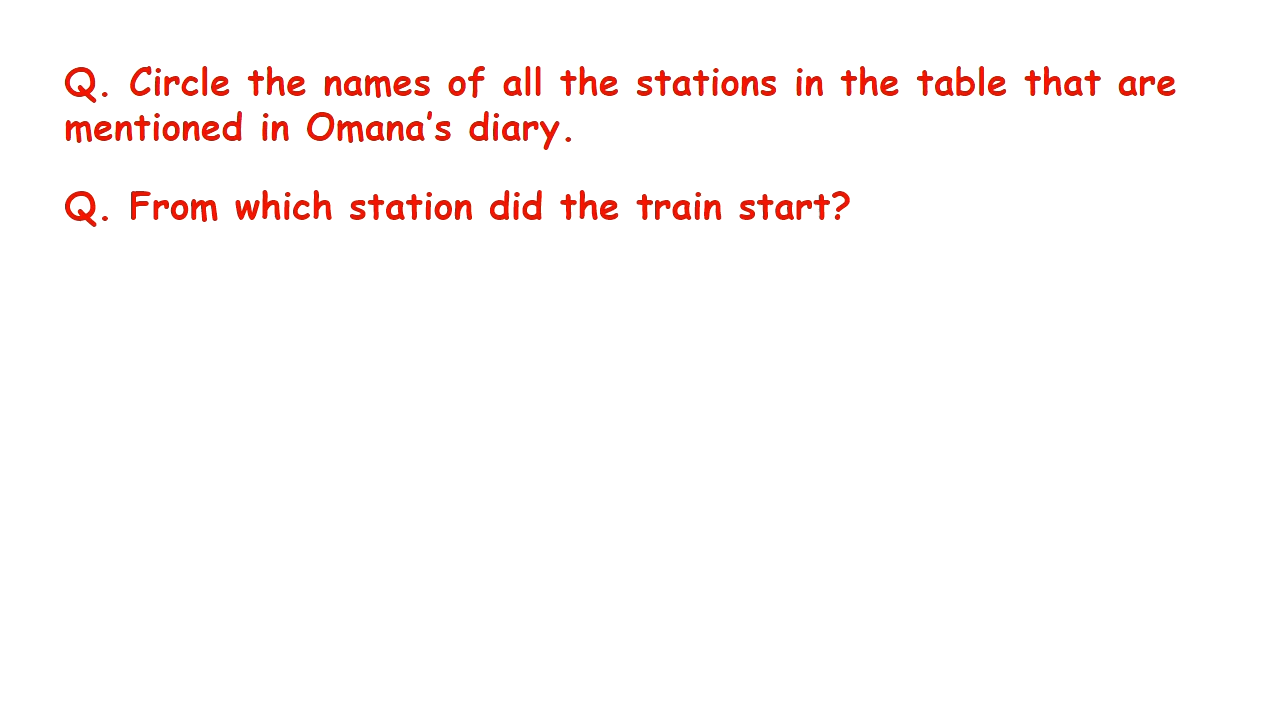 Q. Circle the names of all the stations in the table that are
mentioned in Omana's diary.
Q. From which station did the train start?